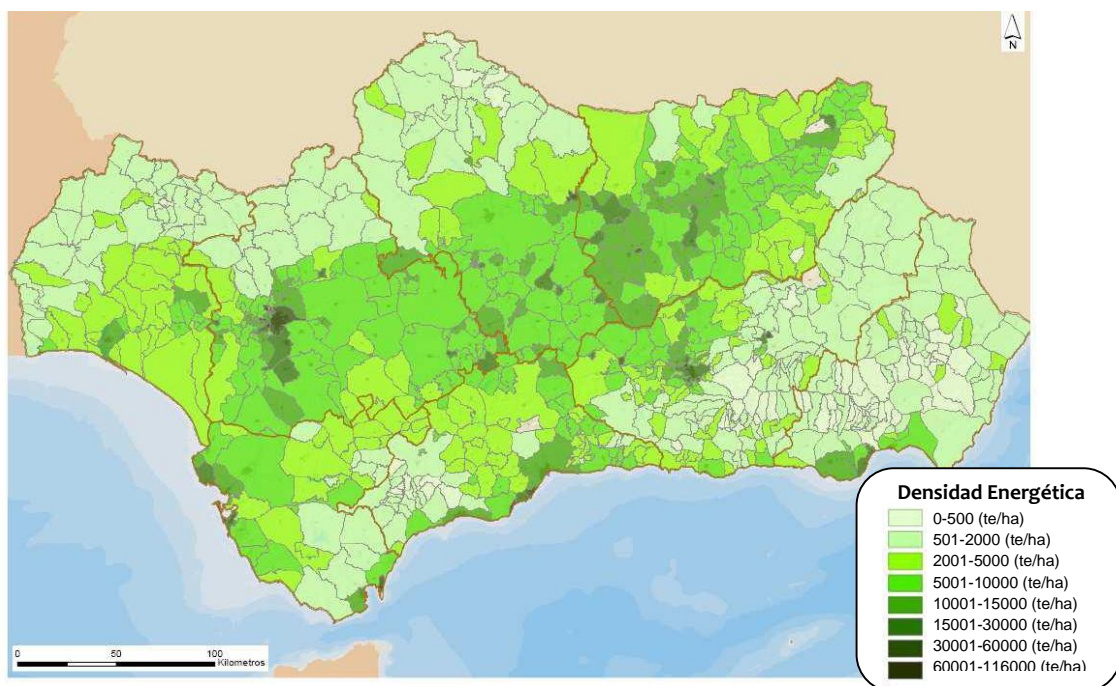 N
Densidad Energética
0-500 (te/ha)
501-2000 (te/ha)
2001-5000 (te/ha)
5001-10000 (te/ha)
10001-15000 (te/ha)
15001-30000 (te/ha)
30001-60000 (te/ha)
60001-116000 (te/ha)
0 50 100
Kilometros